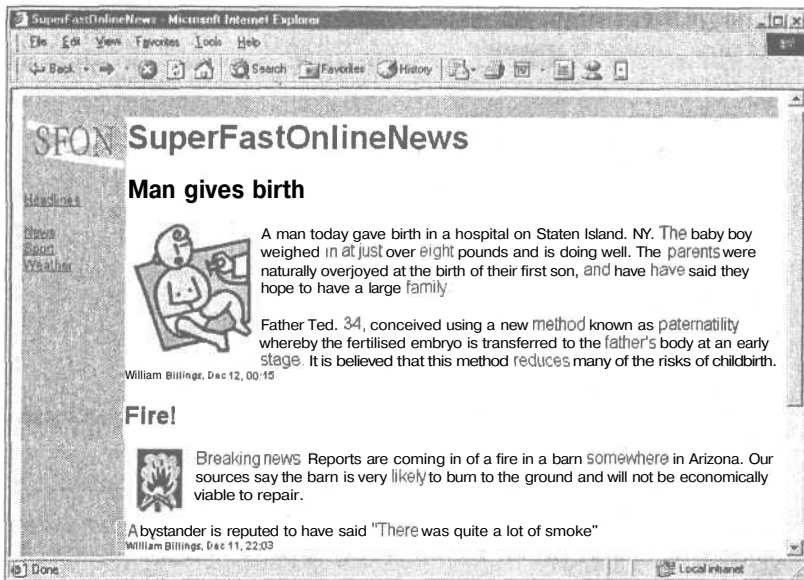 SuperFastOnlineNews - Microsoft Internet Explorer
File Edit View Favorites Tools Help
Back Search Favorites History
SFON SuperFastOnlineNews
Headlines
News
Sport
Weather
Man gives birth
A man today gave birth in a hospital on Staten Island. NY. The baby boy
weighed in at just over eight pounds and is doing well. The parents were
naturally overjoyed at the birth of their first son, and have have said they
hope to have a large family.
Father Ted. 34, conceived using a new method known as paternatility
whereby the fertilised embryo is transferred to the father's body at an early
stage. It is believed that this method reduces many of the risks of childbirth.
William Billings, Dec 12, 00:15
Fire!
Breaking news Reports are coming in of a fire in a barn somewhere in Arizona. Our
sources say the barn is very likely to burn to the ground and will not be economically
viable to repair.
A bystander is reputed to have said "There was quite a lot of smoke"
William Billings, Dec 11, 22:03
Done Local intranet